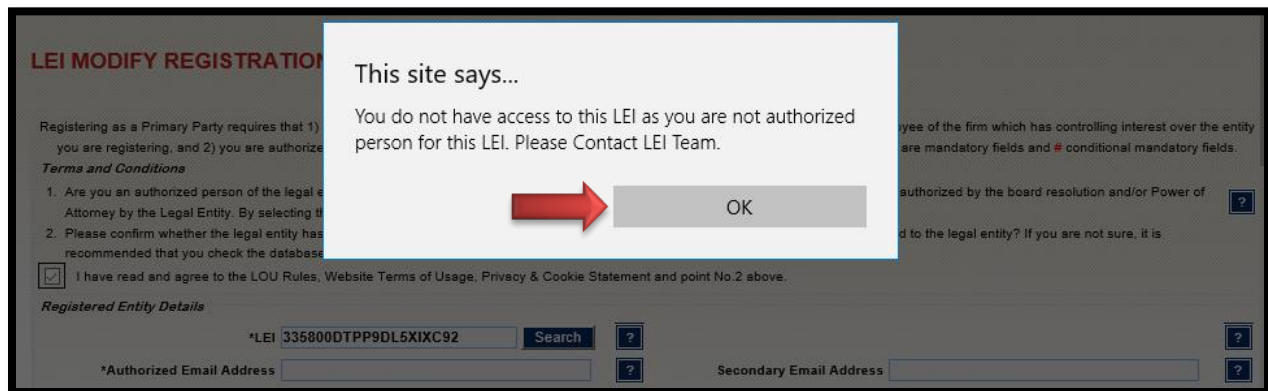 LEI MODIFY REGISTRATION
This site says...
You do not have access to this LEI as you are not authorized
person for this LEI. Please Contact LEI Team.
OK
Registering as a Primary Party requires that 1) yee of the firm which has controlling interest over the entity
you are registering, and 2) you are authorize are mandatory fields and # conditional mandatory fields.
Terms and Conditions
1. Are you an authorized person of the legal e authorized by the board resolution and/or Power of ?
Attorney by the Legal Entity. By selecting th
2. Please confirm whether the legal entity has d to the legal entity? If you are not sure, it is
recommended that you check the database
I have read and agree to the LOU Rules, Website Terms of Usage, Privacy & Cookie Statement and point No.2 above.
Registered Entity Details
*LEI 335800DTPP9DL5XIXC92 Search ? ?
*Authorized Email Address ? Secondary Email Address ?